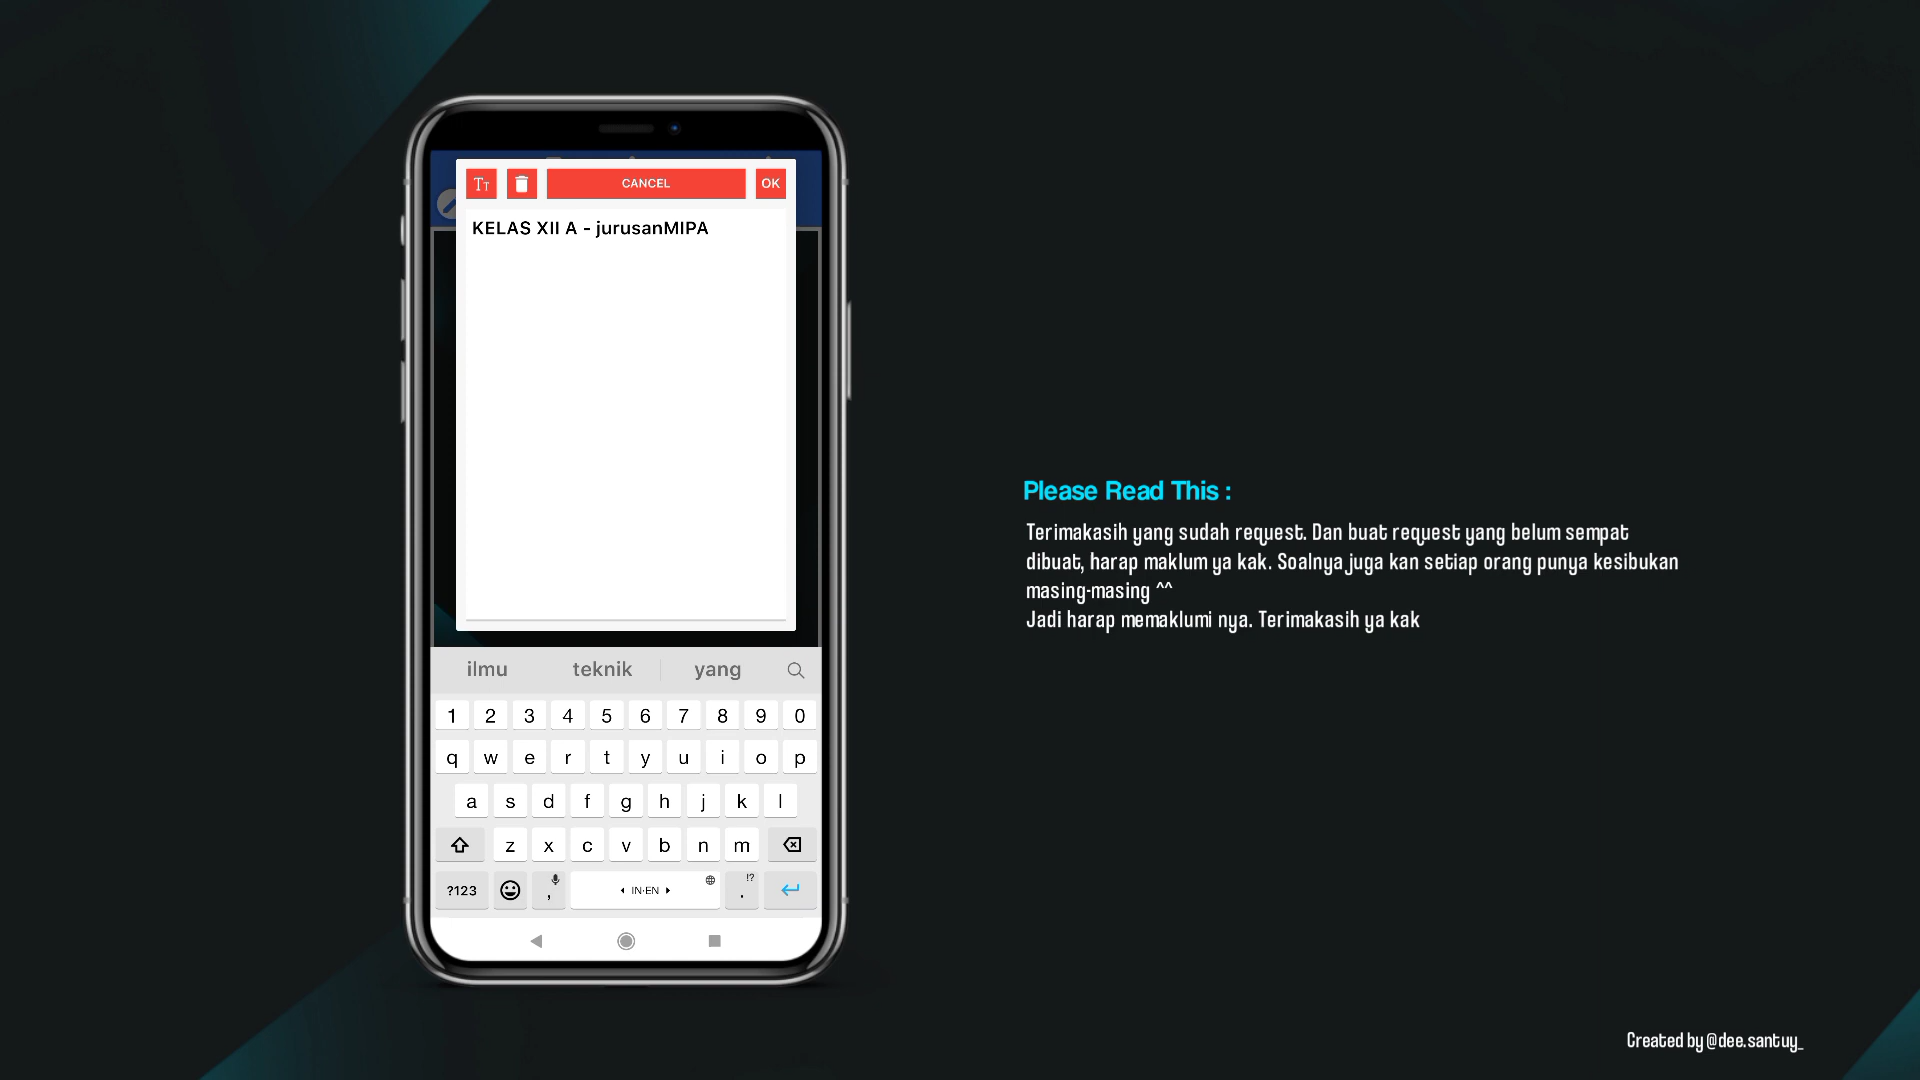 TT
CANCEL
OK
KELAS XII A - jurusanMIPA
ilmu teknik yang
1 2 3 4 5 6 7 8 9 0
q w e r t y u i o p
a s d f g h j k l
z x c v b n m
?123 , IN·EN !? .
Please Read This :
Terimakasih yang sudah request. Dan buat request yang belum sempat
dibuat, harap maklum ya kak. Soalnya juga kan setiap orang punya kesibukan
masing-masing ^^
Jadi harap memaklumi nya. Terimakasih ya kak
Created by @dee.santuy_